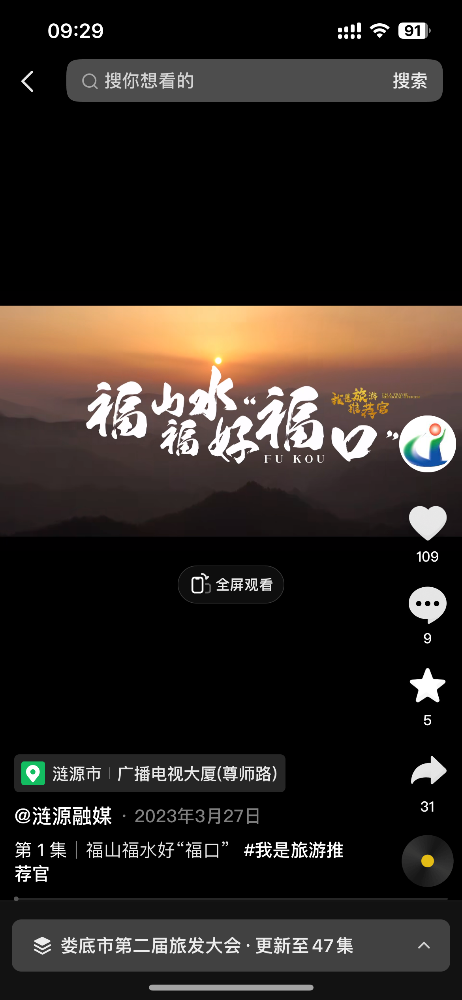 09:29
91
搜你想看的
搜索
福山水“福
福好
口”
FU KOU
我是旅游
推荐官
I'M A TRAVEL
REFERRAL OFFICER
109
全屏观看
9
5
涟源市 | 广播电视大厦(尊师路)
31
@涟源融媒 · 2023年3月27日
第 1 集｜福山福水好“福口” #我是旅游推
荐官
娄底市第二届旅发大会 · 更新至47集